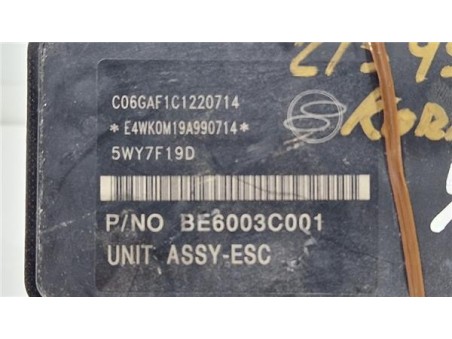 C06GAF1C1220714
*E4WK0M19A990714*
5WY7F19D
P/NO BE6003C001
UNIT ASSY-ESC